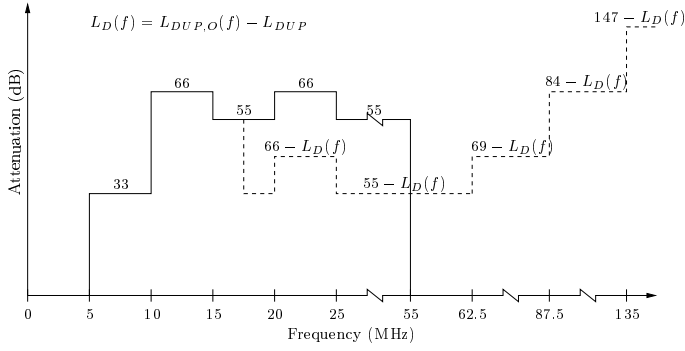 147 − L_D(f)
L_D(f) = L_{DUP,O}(f) − L_{DUP}
66 66 84 − L_D(f)
55 55
66 − L_D(f) 69 − L_D(f)
33 55 − L_D(f)
Attenuation (dB)
0 5 10 15 20 25 55 62.5 87.5 135
Frequency (MHz)